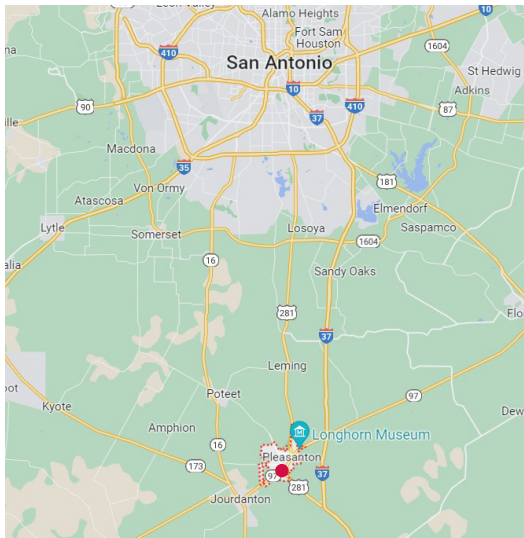 Leon Valley
Alamo Heights
10
Fort Sam
Houston
1604
410
na
San Antonio
St Hedwig
10
Adkins
90
37
410
87
ille
Macdona
35
181
Von Ormy
Atascosa
Elmendorf
Lytle
Somerset
Losoya
1604
Saspamco
16
alia
Sandy Oaks
281
Flo
37
Leming
oot
Poteet
97
Kyote
Dew
Amphion
16
Longhorn Museum
Pleasanton
173
97
37
281
Jourdanton